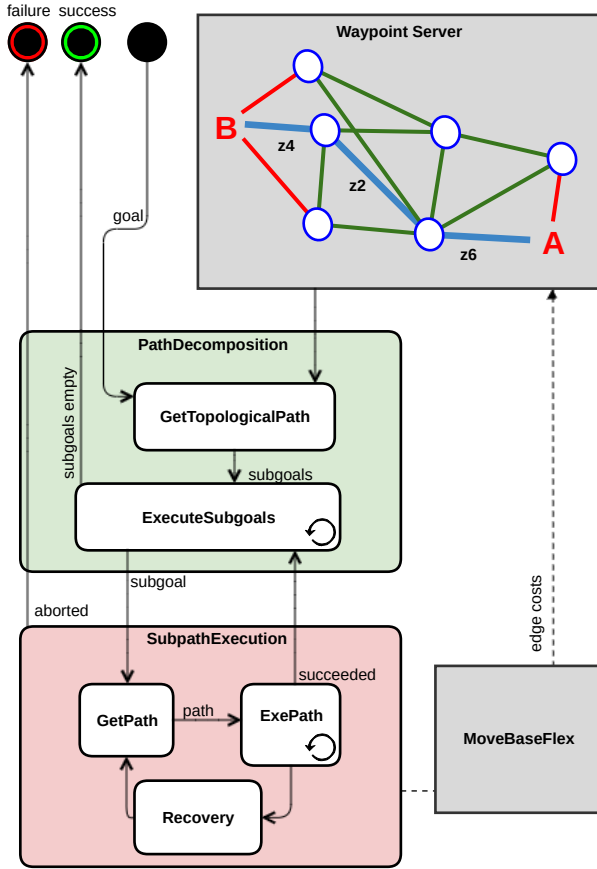 failure success
Waypoint Server
B
z4
z2
z6
A
goal
PathDecomposition
GetTopologicalPath
subgoals empty
subgoals
ExecuteSubgoals
subgoal
edge costs
aborted
SubpathExecution
succeeded
GetPath
path
ExePath
MoveBaseFlex
Recovery